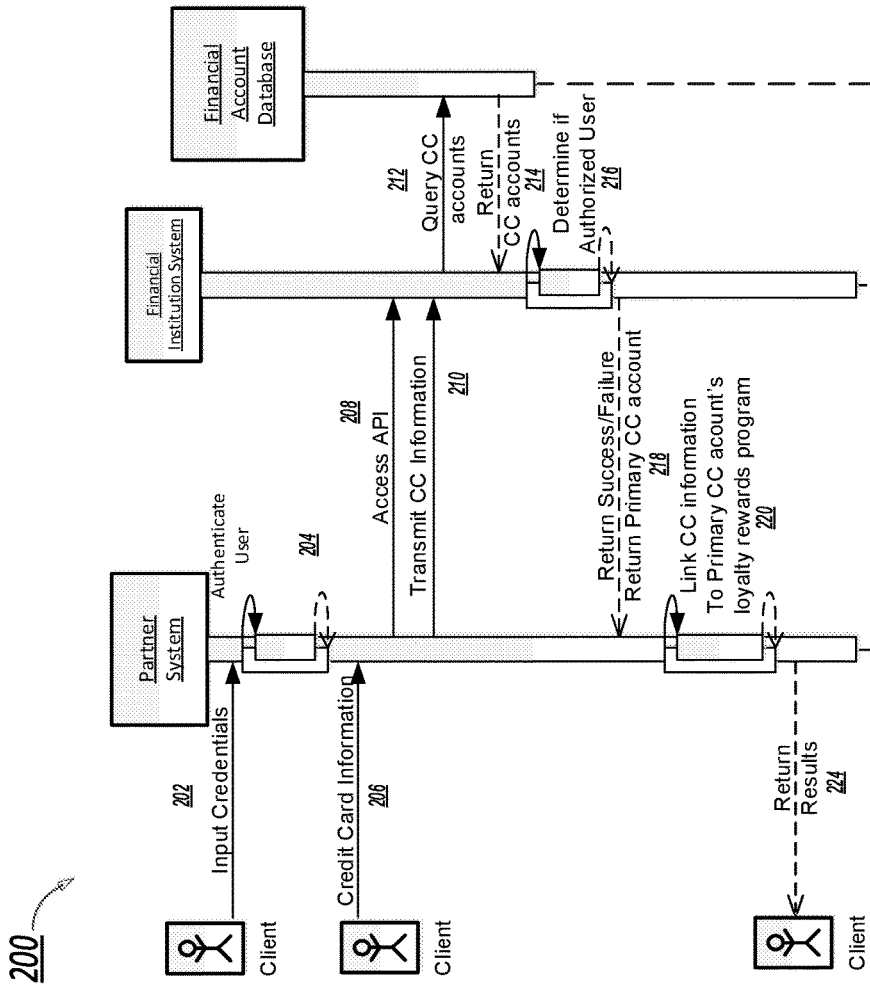 200
Partner
System
Financial
Institution System
Financial
Account
Database
Client
202
Input Credentials
Authenticate
User
204
Client
Credit Card Information
206
208
Access API
Transmit CC Information
210
212
Query CC
accounts
Return
CC accounts
214
Determine if
Authorized User
216
Return Success/Failure
Return Primary CC account
218
Link CC information
To Primary CC acount's
loyalty rewards program
220
Return
Results
224
Client